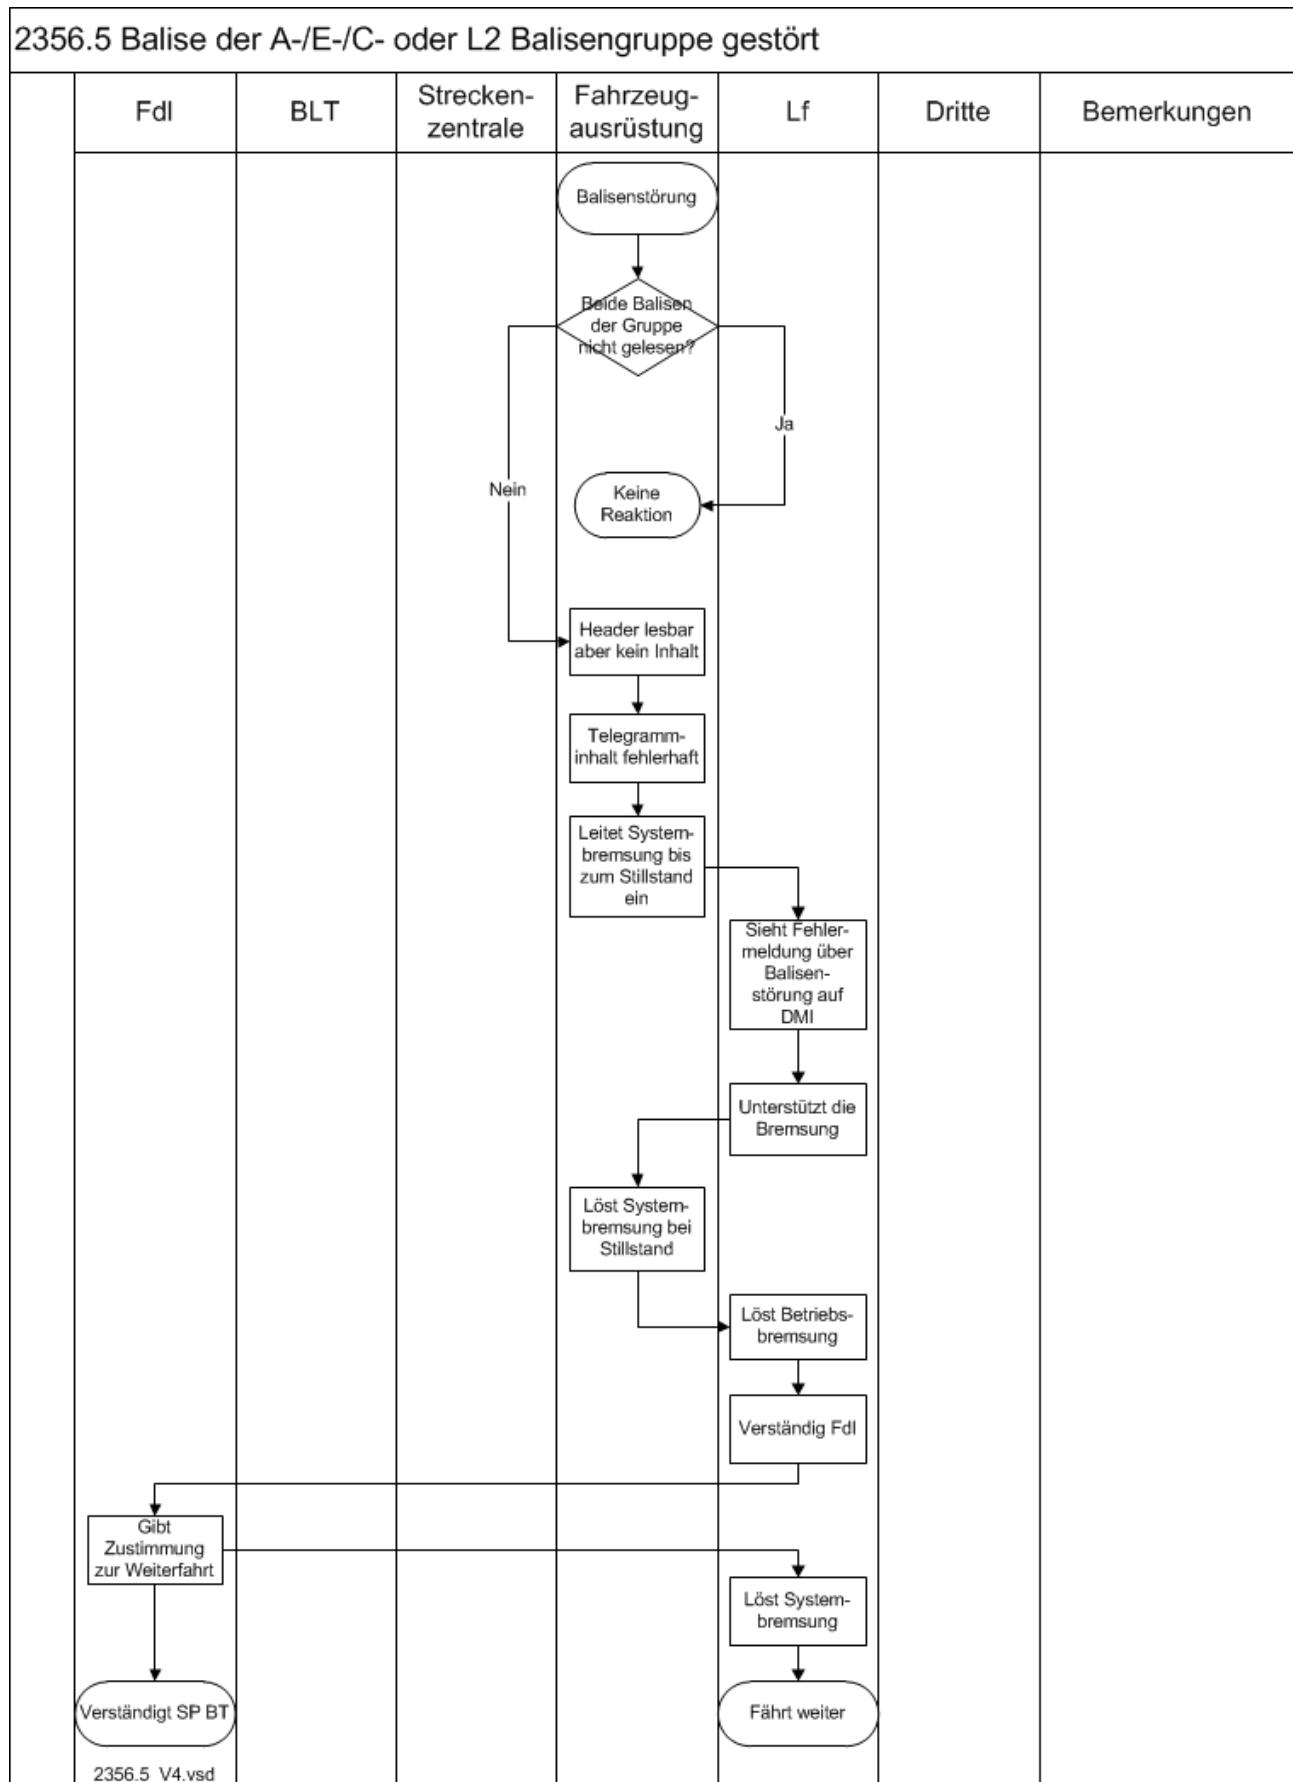 2356.5 Balise der A-/E-/C- oder L2 Balisengruppe gestört
Fdl
BLT
Strecken-
zentrale
Fahrzeug-
ausrüstung
Lf
Dritte
Bemerkungen
Balisenstörung
Beide Balisen
der Gruppe
nicht gelesen?
Ja
Nein
Keine
Reaktion
Header lesbar
aber kein Inhalt
Telegramm-
inhalt fehlerhaft
Leitet System-
bremsung bis
zum Stillstand
ein
Sieht Fehler-
meldung über
Balisen-
störung auf
DMI
Unterstützt die
Bremsung
Löst System-
bremsung bei
Stillstand
Löst Betriebs-
bremsung
Verständig Fdl
Gibt
Zustimmung
zur Weiterfahrt
Löst System-
bremsung
Verständigt SP BT
Fährt weiter
2356.5_V4.vsd